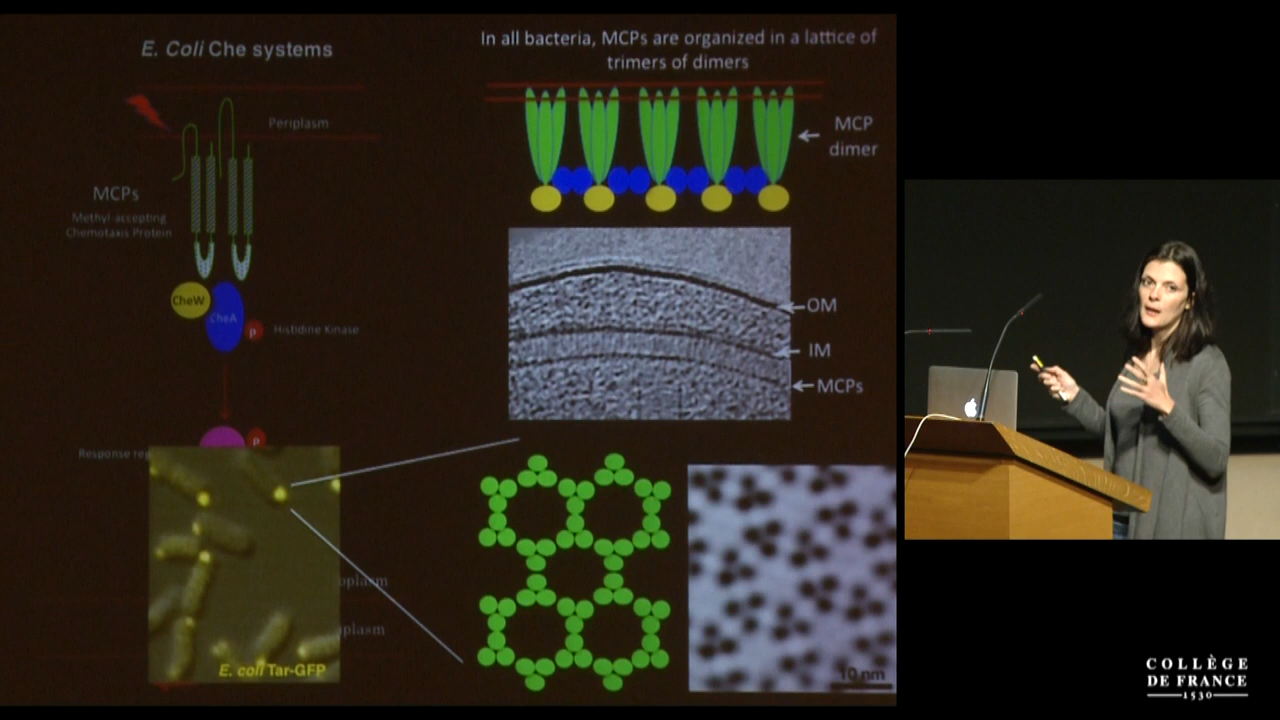 E. Coli Che systems
Periplasm
MCPs
Methyl-accepting
Chemotaxis Protein
CheW
CheA
p
Histidine Kinase
p
Response reg
oplasm
plasm
E. coli Tar-GFP
In all bacteria, MCPs are organized in a lattice of
trimers of dimers
MCP
dimer
OM
IM
MCPs
10 nm
COLLÈGE
DE FRANCE
1530